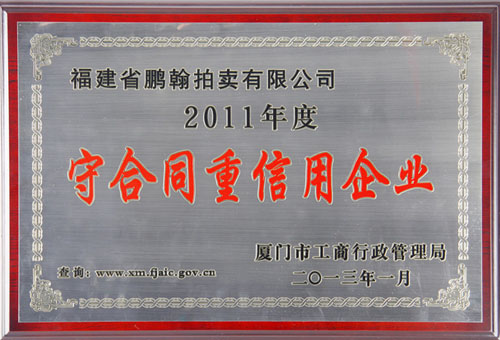 福建省鹏翰拍卖有限公司
2011年度
守合同重信用企业
厦门市工商行政管理局
查询:www.xm.fjaic.gov.cn
二〇一三年一月